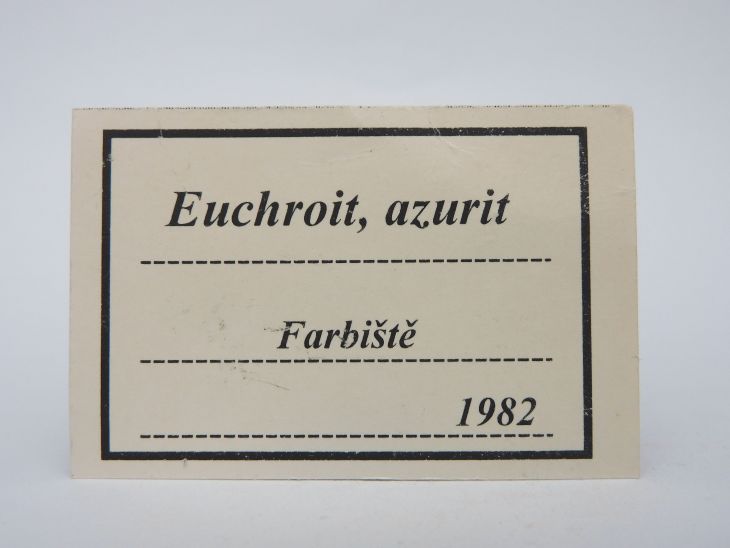 Euchroit, azurit
Farbiště
1982